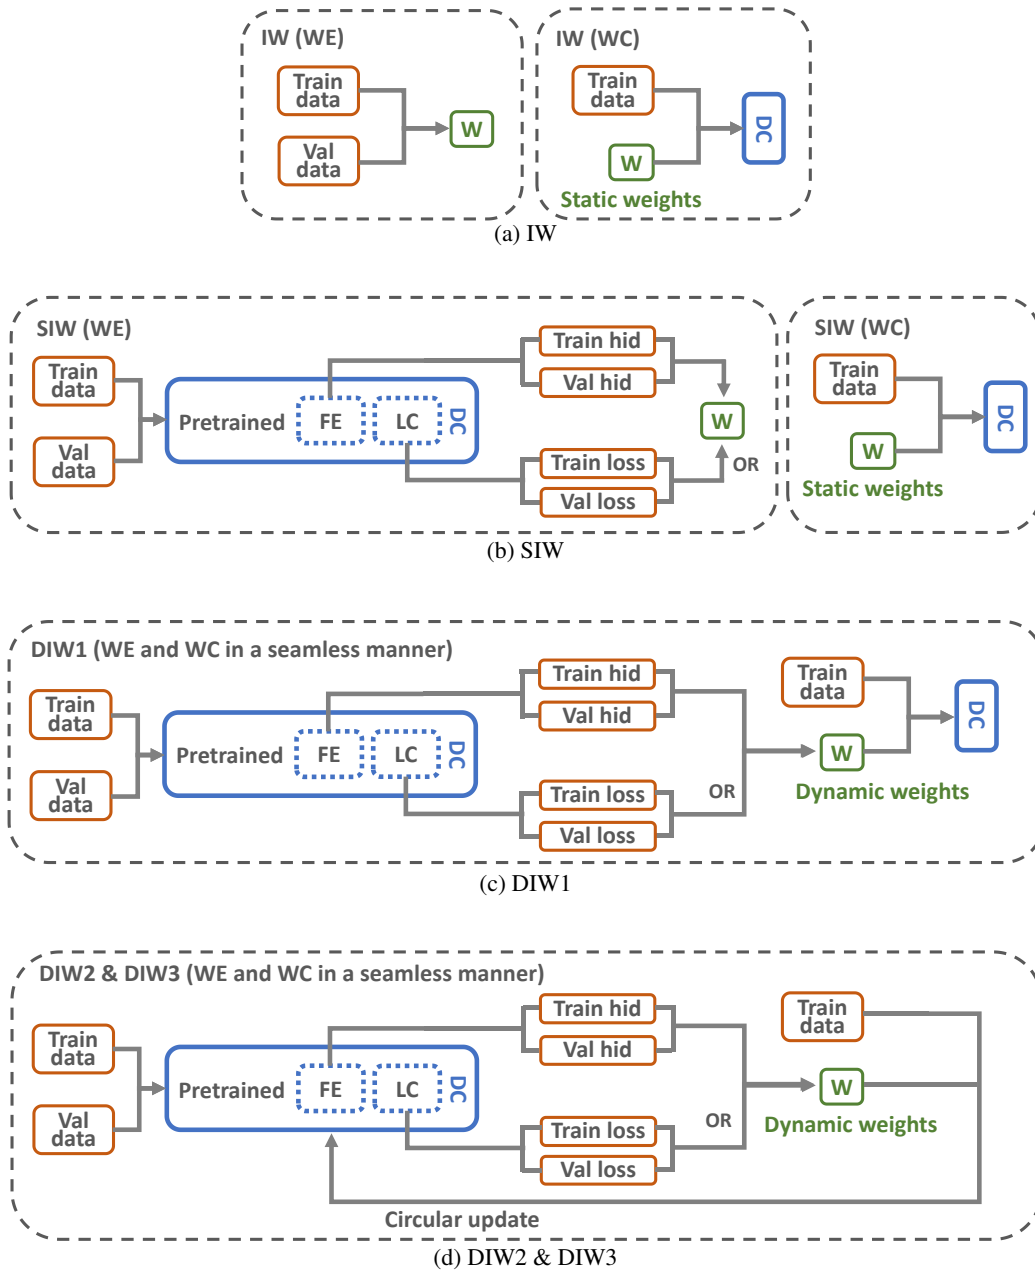 IW (WE)
Train
data
Val
data
W
IW (WC)
Train
data
W
Static weights
DC
(a) IW
SIW (WE)
Train
data
Val
data
Pretrained
FE
LC
DC
Train hid
Val hid
Train loss
Val loss
W
OR
SIW (WC)
Train
data
W
Static weights
DC
(b) SIW
DIW1 (WE and WC in a seamless manner)
Train
data
Val
data
Pretrained
FE
LC
DC
Train hid
Val hid
Train loss
Val loss
OR
Train
data
W
Dynamic weights
DC
(c) DIW1
DIW2 & DIW3 (WE and WC in a seamless manner)
Train
data
Val
data
Pretrained
FE
LC
DC
Train hid
Val hid
Train loss
Val loss
OR
Train
data
W
Dynamic weights
Circular update
(d) DIW2 & DIW3